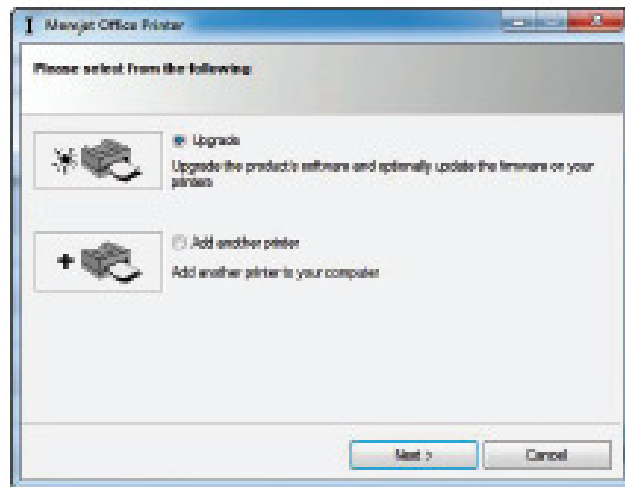 Memjet Office Printer
Please select from the following
Upgrade
Upgrade the product's software and optionally update the firmware on your
printers
Add another printer
Add another printer to your computer
Next >
Cancel